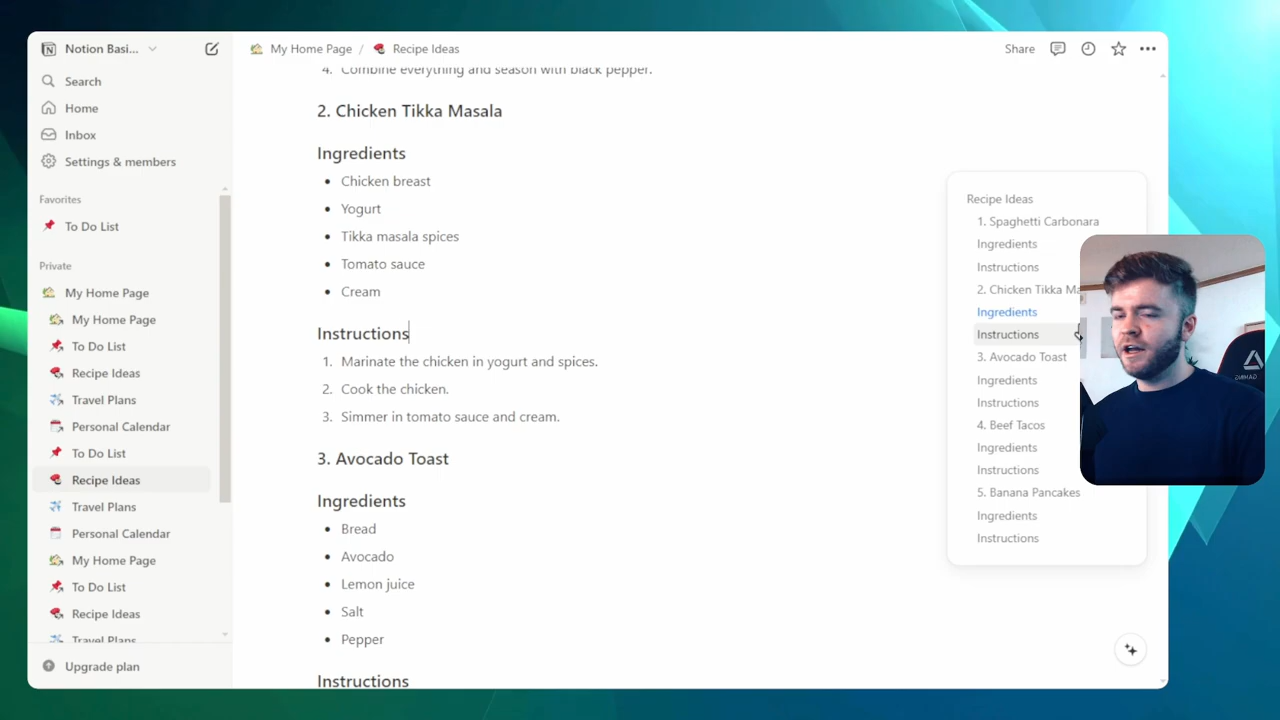 Notion Basi...
Search
Home
Inbox
Settings & members
Favorites
To Do List
Private
My Home Page
My Home Page
To Do List
Recipe Ideas
Travel Plans
Personal Calendar
To Do List
Recipe Ideas
Travel Plans
Personal Calendar
My Home Page
To Do List
Recipe Ideas
Travel Plans
Upgrade plan
My Home Page / Recipe Ideas
Share
4. Combine everything and season with black pepper.
2. Chicken Tikka Masala
Ingredients
• Chicken breast
• Yogurt
• Tikka masala spices
• Tomato sauce
• Cream
Instructions
1. Marinate the chicken in yogurt and spices.
2. Cook the chicken.
3. Simmer in tomato sauce and cream.
3. Avocado Toast
Ingredients
• Bread
• Avocado
• Lemon juice
• Salt
• Pepper
Instructions
Recipe Ideas
1. Spaghetti Carbonara
Ingredients
Instructions
2. Chicken Tikka Ma
Ingredients
Instructions
3. Avocado Toast
Ingredients
Instructions
4. Beef Tacos
Ingredients
Instructions
5. Banana Pancakes
Ingredients
Instructions